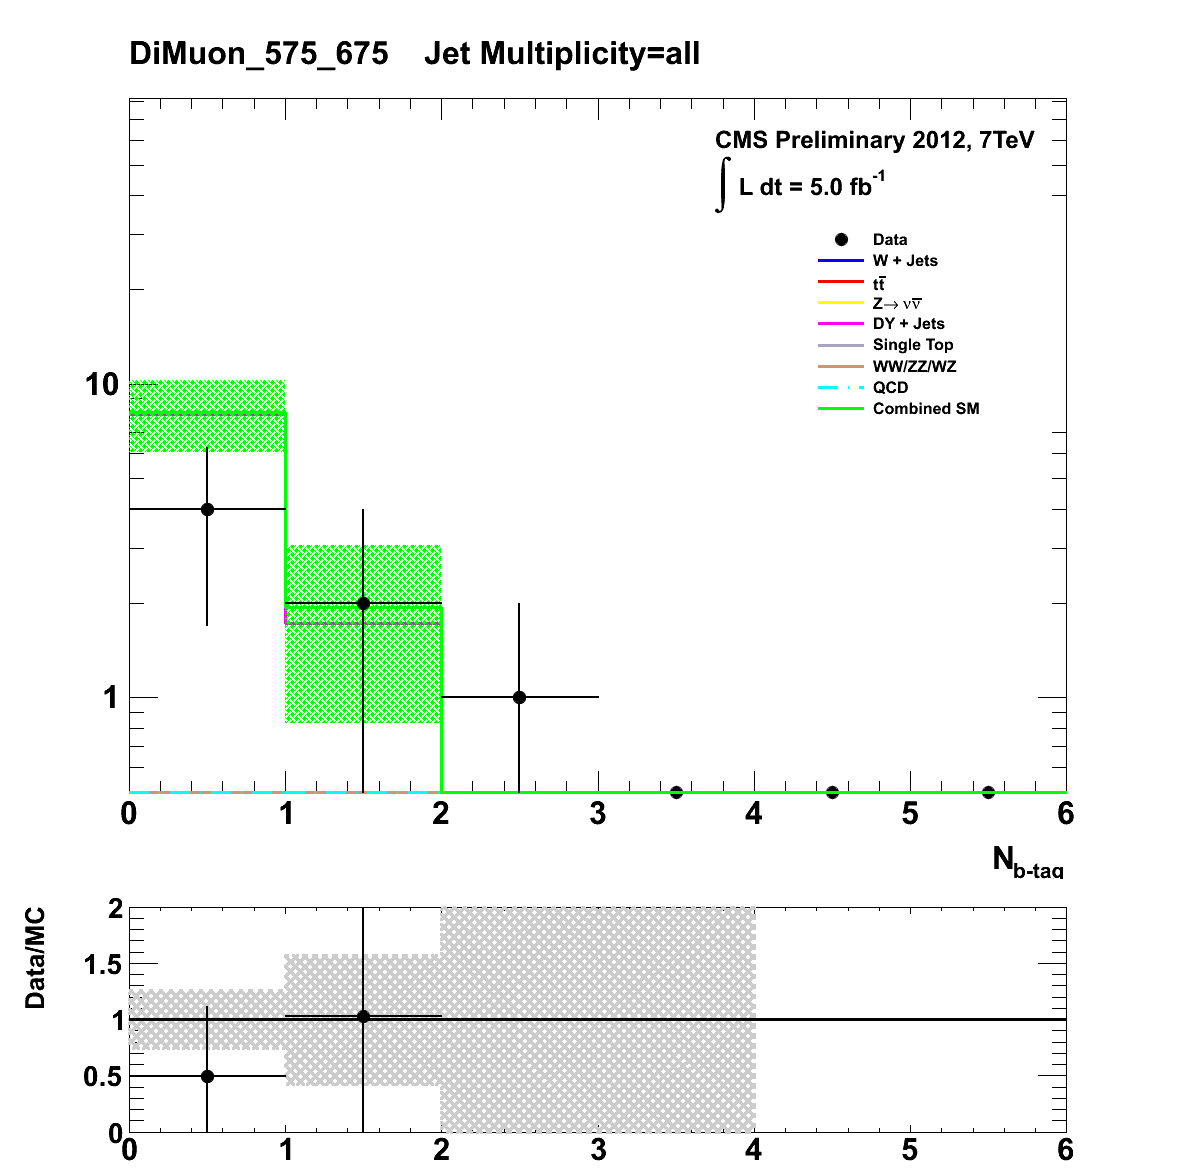 DiMuon_575_675 Jet Multiplicity=all
CMS Preliminary 2012, 7TeV
∫ L dt = 5.0 fb⁻¹
Data
W + Jets
tt̅
Z→ νν̅
DY + Jets
Single Top
WW/ZZ/WZ
QCD
Combined SM
10
1
0 1 2 3 4 5 6
N_b-tag
Data/MC
2
1.5
1
0.5
0
0 1 2 3 4 5 6